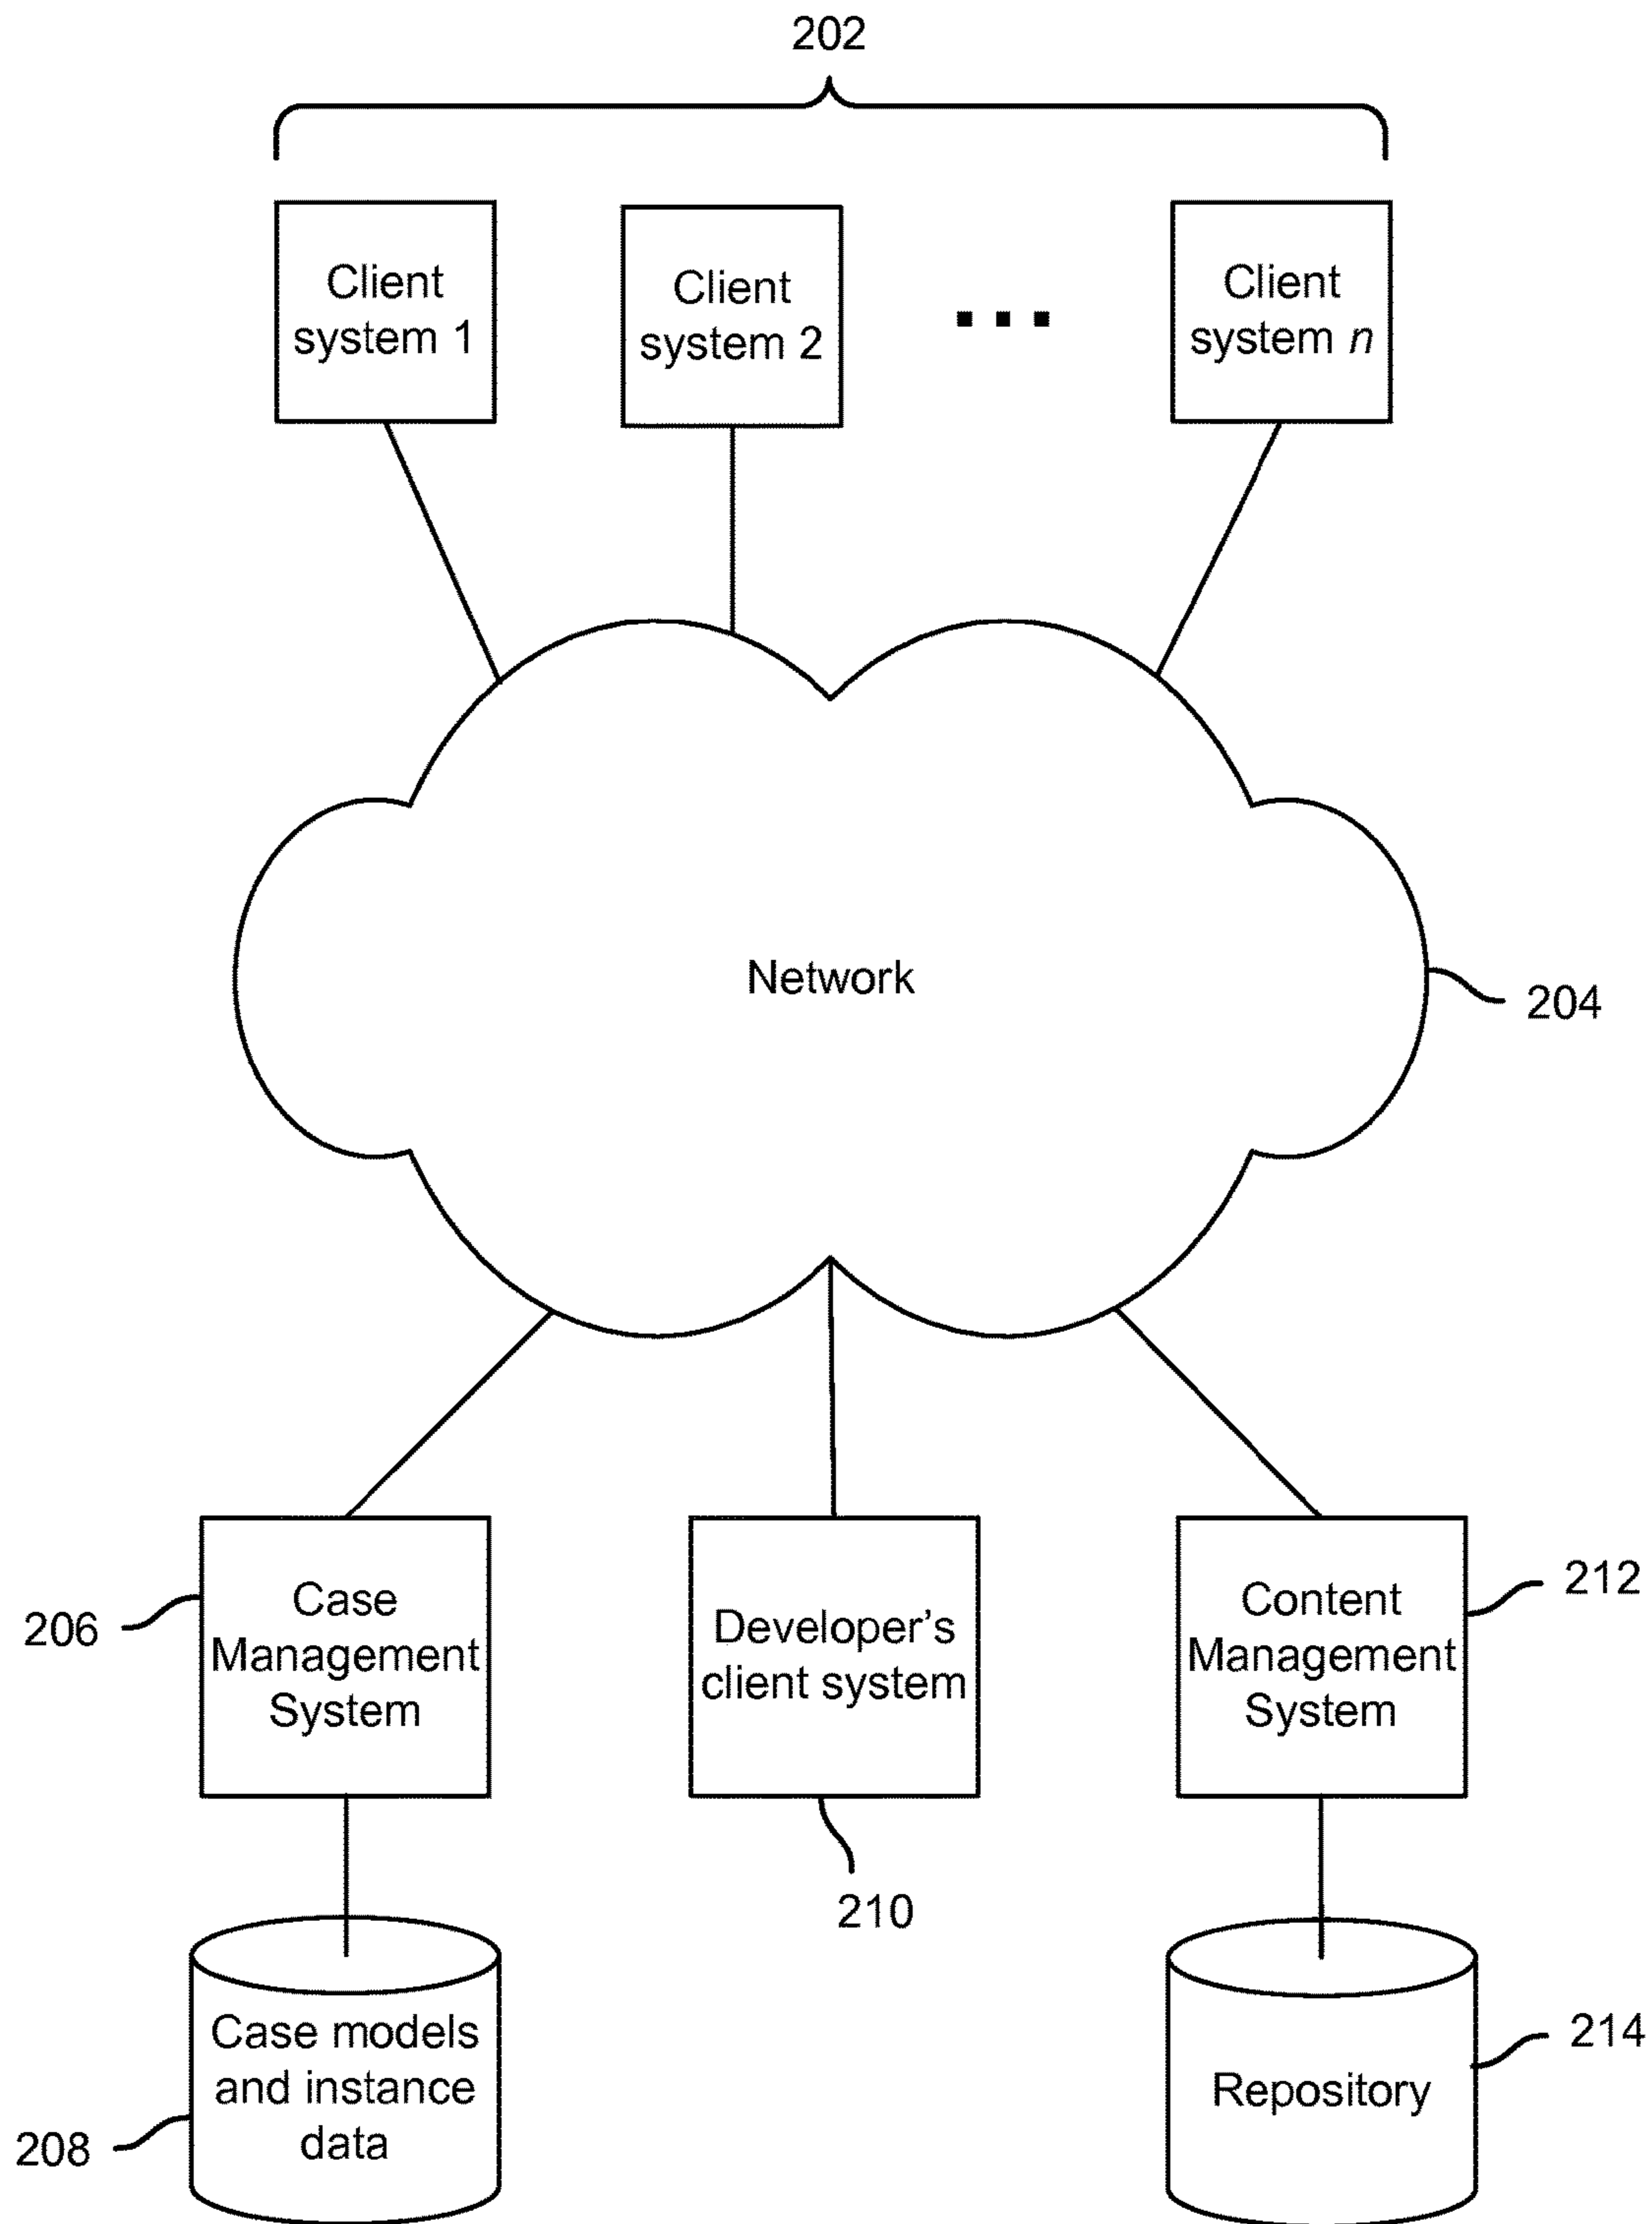 202
Client
system 1
Client
system 2
Client
system n
Network
204
206
Case
Management
System
Developer's
client system
Content
Management
System
212
210
208
Case models
and instance
data
Repository
214